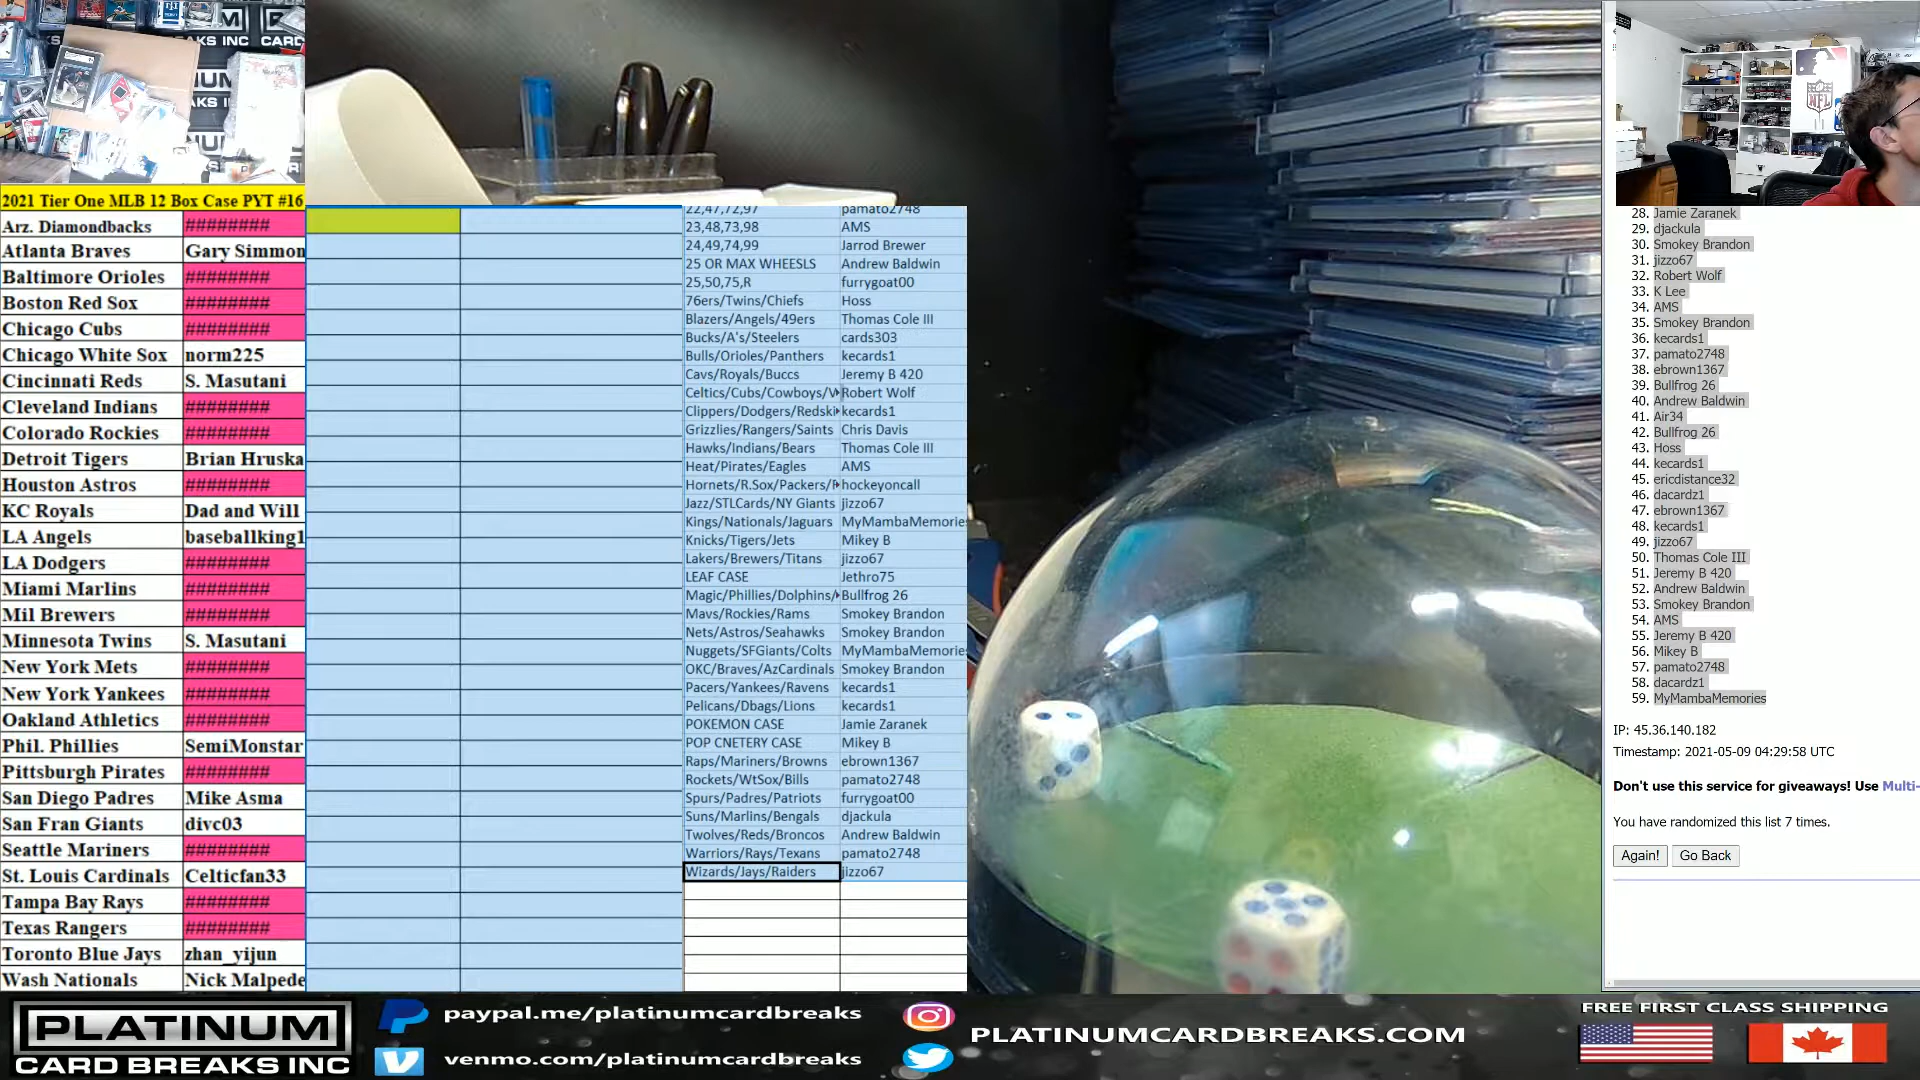 2021 Tier One MLB 12 Box Case PYT #16
Arz. Diamondbacks ########
Atlanta Braves Gary Simmon
Baltimore Orioles ########
Boston Red Sox ########
Chicago Cubs ########
Chicago White Sox norm225
Cincinnati Reds S. Masutani
Cleveland Indians ########
Colorado Rockies ########
Detroit Tigers Brian Hruska
Houston Astros ########
KC Royals Dad and Will
LA Angels baseballking1
LA Dodgers ########
Miami Marlins ########
Mil Brewers ########
Minnesota Twins S. Masutani
New York Mets ########
New York Yankees ########
Oakland Athletics ########
Phil. Phillies SemiMonstar
Pittsburgh Pirates ########
San Diego Padres Mike Asma
San Fran Giants divc03
Seattle Mariners ########
St. Louis Cardinals Celticfan33
Tampa Bay Rays ########
Texas Rangers ########
Toronto Blue Jays zhan_yijun
Wash Nationals Nick Malpede
22,47,72,97 pamato2748
23,48,73,98 AMS
24,49,74,99 Jarrod Brewer
25 OR MAX WHEESLS Andrew Baldwin
25,50,75,R furrygoat00
76ers/Twins/Chiefs Hoss
Blazers/Angels/49ers Thomas Cole III
Bucks/A's/Steelers cards303
Bulls/Orioles/Panthers kecards1
Cavs/Royals/Buccs Jeremy B 420
Celtics/Cubs/Cowboys/V Robert Wolf
Clippers/Dodgers/Redski kecards1
Grizzlies/Rangers/Saints Chris Davis
Hawks/Indians/Bears Thomas Cole III
Heat/Pirates/Eagles AMS
Hornets/R.Sox/Packers/F hockeyoncall
Jazz/STLCards/NY Giants jizzo67
Kings/Nationals/Jaguars MyMambaMemories
Knicks/Tigers/Jets Mikey B
Lakers/Brewers/Titans jizzo67
LEAF CASE Jethro75
Magic/Phillies/Dolphins/ Bullfrog 26
Mavs/Rockies/Rams Smokey Brandon
Nets/Astros/Seahawks Smokey Brandon
Nuggets/SFGiants/Colts MyMambaMemories
OKC/Braves/AzCardinals Smokey Brandon
Pacers/Yankees/Ravens kecards1
Pelicans/Dbags/Lions kecards1
POKEMON CASE Jamie Zaranek
POP CNETERY CASE Mikey B
Raps/Mariners/Browns ebrown1367
Rockets/WtSox/Bills pamato2748
Spurs/Padres/Patriots furrygoat00
Suns/Marlins/Bengals djackula
Twolves/Reds/Broncos Andrew Baldwin
Warriors/Rays/Texans pamato2748
Wizards/Jays/Raiders jizzo67
28. Jamie Zaranek
29. djackula
30. Smokey Brandon
31. jizzo67
32. Robert Wolf
33. K Lee
34. AMS
35. Smokey Brandon
36. kecards1
37. pamato2748
38. ebrown1367
39. Bullfrog 26
40. Andrew Baldwin
41. Air34
42. Bullfrog 26
43. Hoss
44. kecards1
45. ericdistance32
46. dacardz1
47. ebrown1367
48. kecards1
49. jizzo67
50. Thomas Cole III
51. Jeremy B 420
52. Andrew Baldwin
53. Smokey Brandon
54. AMS
55. Jeremy B 420
56. Mikey B
57. pamato2748
58. dacardz1
59. MyMambaMemories
IP: 45.36.140.182
Timestamp: 2021-05-09 04:29:58 UTC
Don't use this service for giveaways! Use Multi-
You have randomized this list 7 times.
Again! Go Back
PLATINUM
CARD BREAKS INC
paypal.me/platinumcardbreaks
venmo.com/platinumcardbreaks
PLATINUMCARDBREAKS.COM
FREE FIRST CLASS SHIPPING